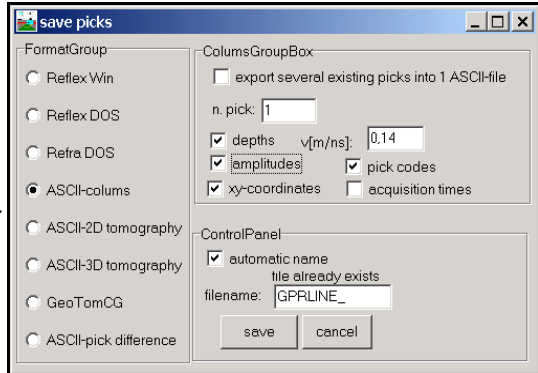 save picks
FormatGroup
Reflex Win
Reflex DOS
Refra DOS
ASCII-colums
ASCII-2D tomography
ASCII-3D tomography
GeoTomCG
ASCII-pick difference
ColumsGroupBox
export several existing picks into 1 ASCII-file
n. pick: 1
depths v[m/ns]: 0,14
amplitudes pick codes
xy-coordinates acquisition times
ControlPanel
automatic name
file already exists
filename: GPRLINE_
save cancel